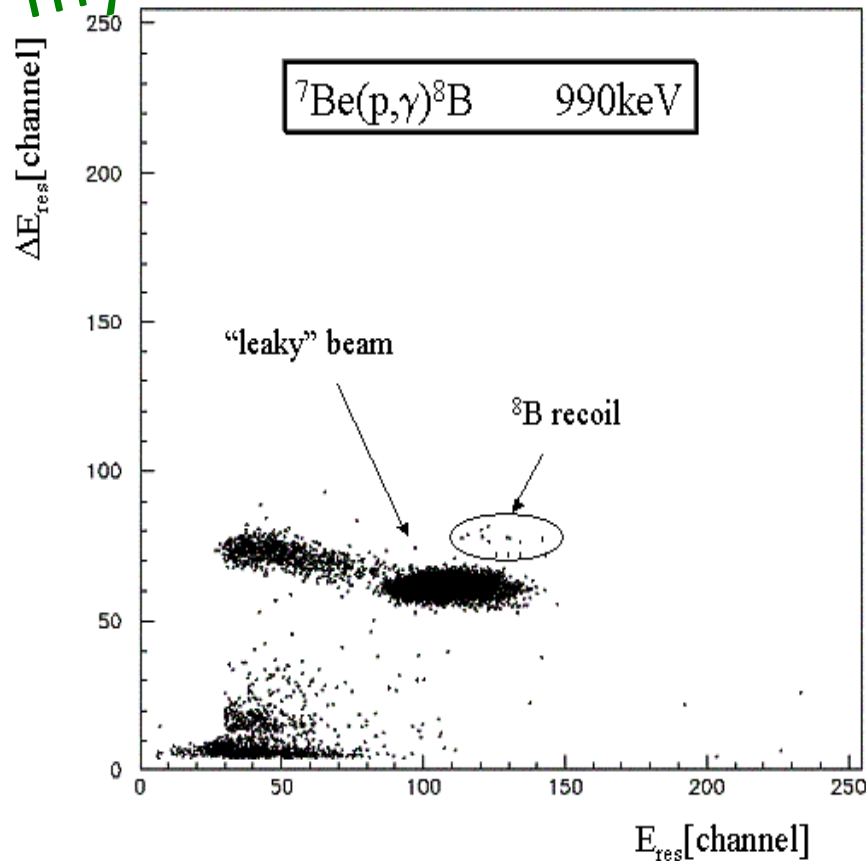 250
⁷Be(p,γ)⁸B 990keV
ΔE_res[channel]
200
150
“leaky” beam
⁸B recoil
100
50
0
0 50 100 150 200 250
E_res[channel]